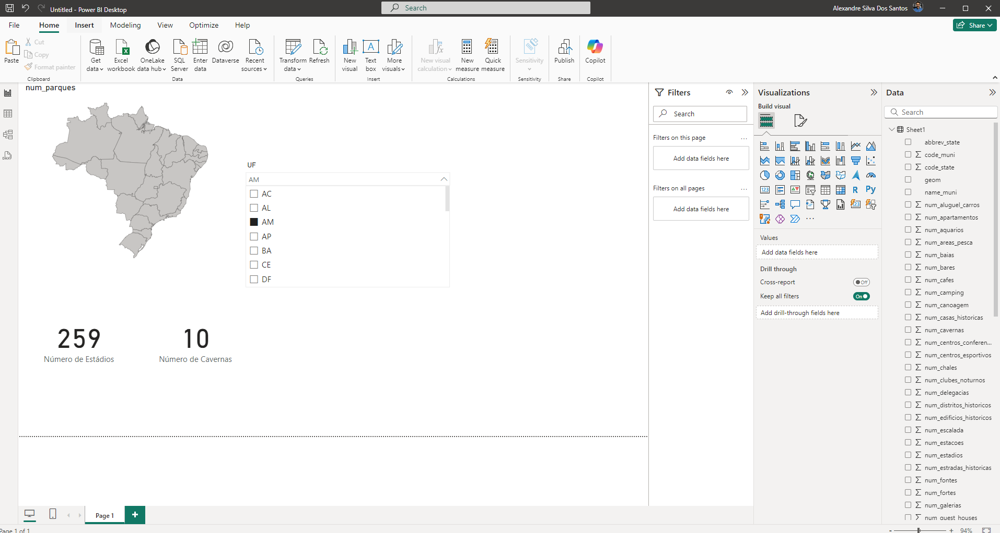 Untitled - Power BI Desktop
Search
Alexandre Silva Dos Santos
File Home Insert Modeling View Optimize Help
Share
Paste
Cut
Copy
Format painter
Clipboard
Get data
Excel workbook
OneLake data hub
SQL Server
Enter data
Dataverse
Recent sources
Data
Transform data
Refresh
Queries
New visual
Text box
More visuals
Insert
New visual calculation
New measure
Quick measure
Calculations
Sensitivity
Sensitivity
Publish
Share
Copilot
Copilot
num_parques
UF
AM
AC
AL
AM
AP
BA
CE
DF
259
Número de Estádios
10
Número de Cavernas
Filters
Search
Filters on this page
Add data fields here
Filters on all pages
Add data fields here
Visualizations
Build visual
123
R
Py
Values
Add data fields here
Drill through
Cross-report
Off
Keep all filters
On
Add drill-through fields here
Data
Search
Sheet1
abbrev_state
code_muni
code_state
geom
name_muni
num_aluguel_carros
num_apartamentos
num_aquarios
num_areas_pesca
num_baias
num_bares
num_cafes
num_camping
num_canoagem
num_casas_historicas
num_cavernas
num_centros_conferen...
num_centros_esportivos
num_chales
num_clubes_noturnos
num_delegacias
num_distritos_historicos
num_edificios_historicos
num_escalada
num_estacoes
num_estadios
num_estradas_historicas
num_fontes
num_fortes
num_galerias
num_guest_houses
Page 1
Page 1 of 1
94%